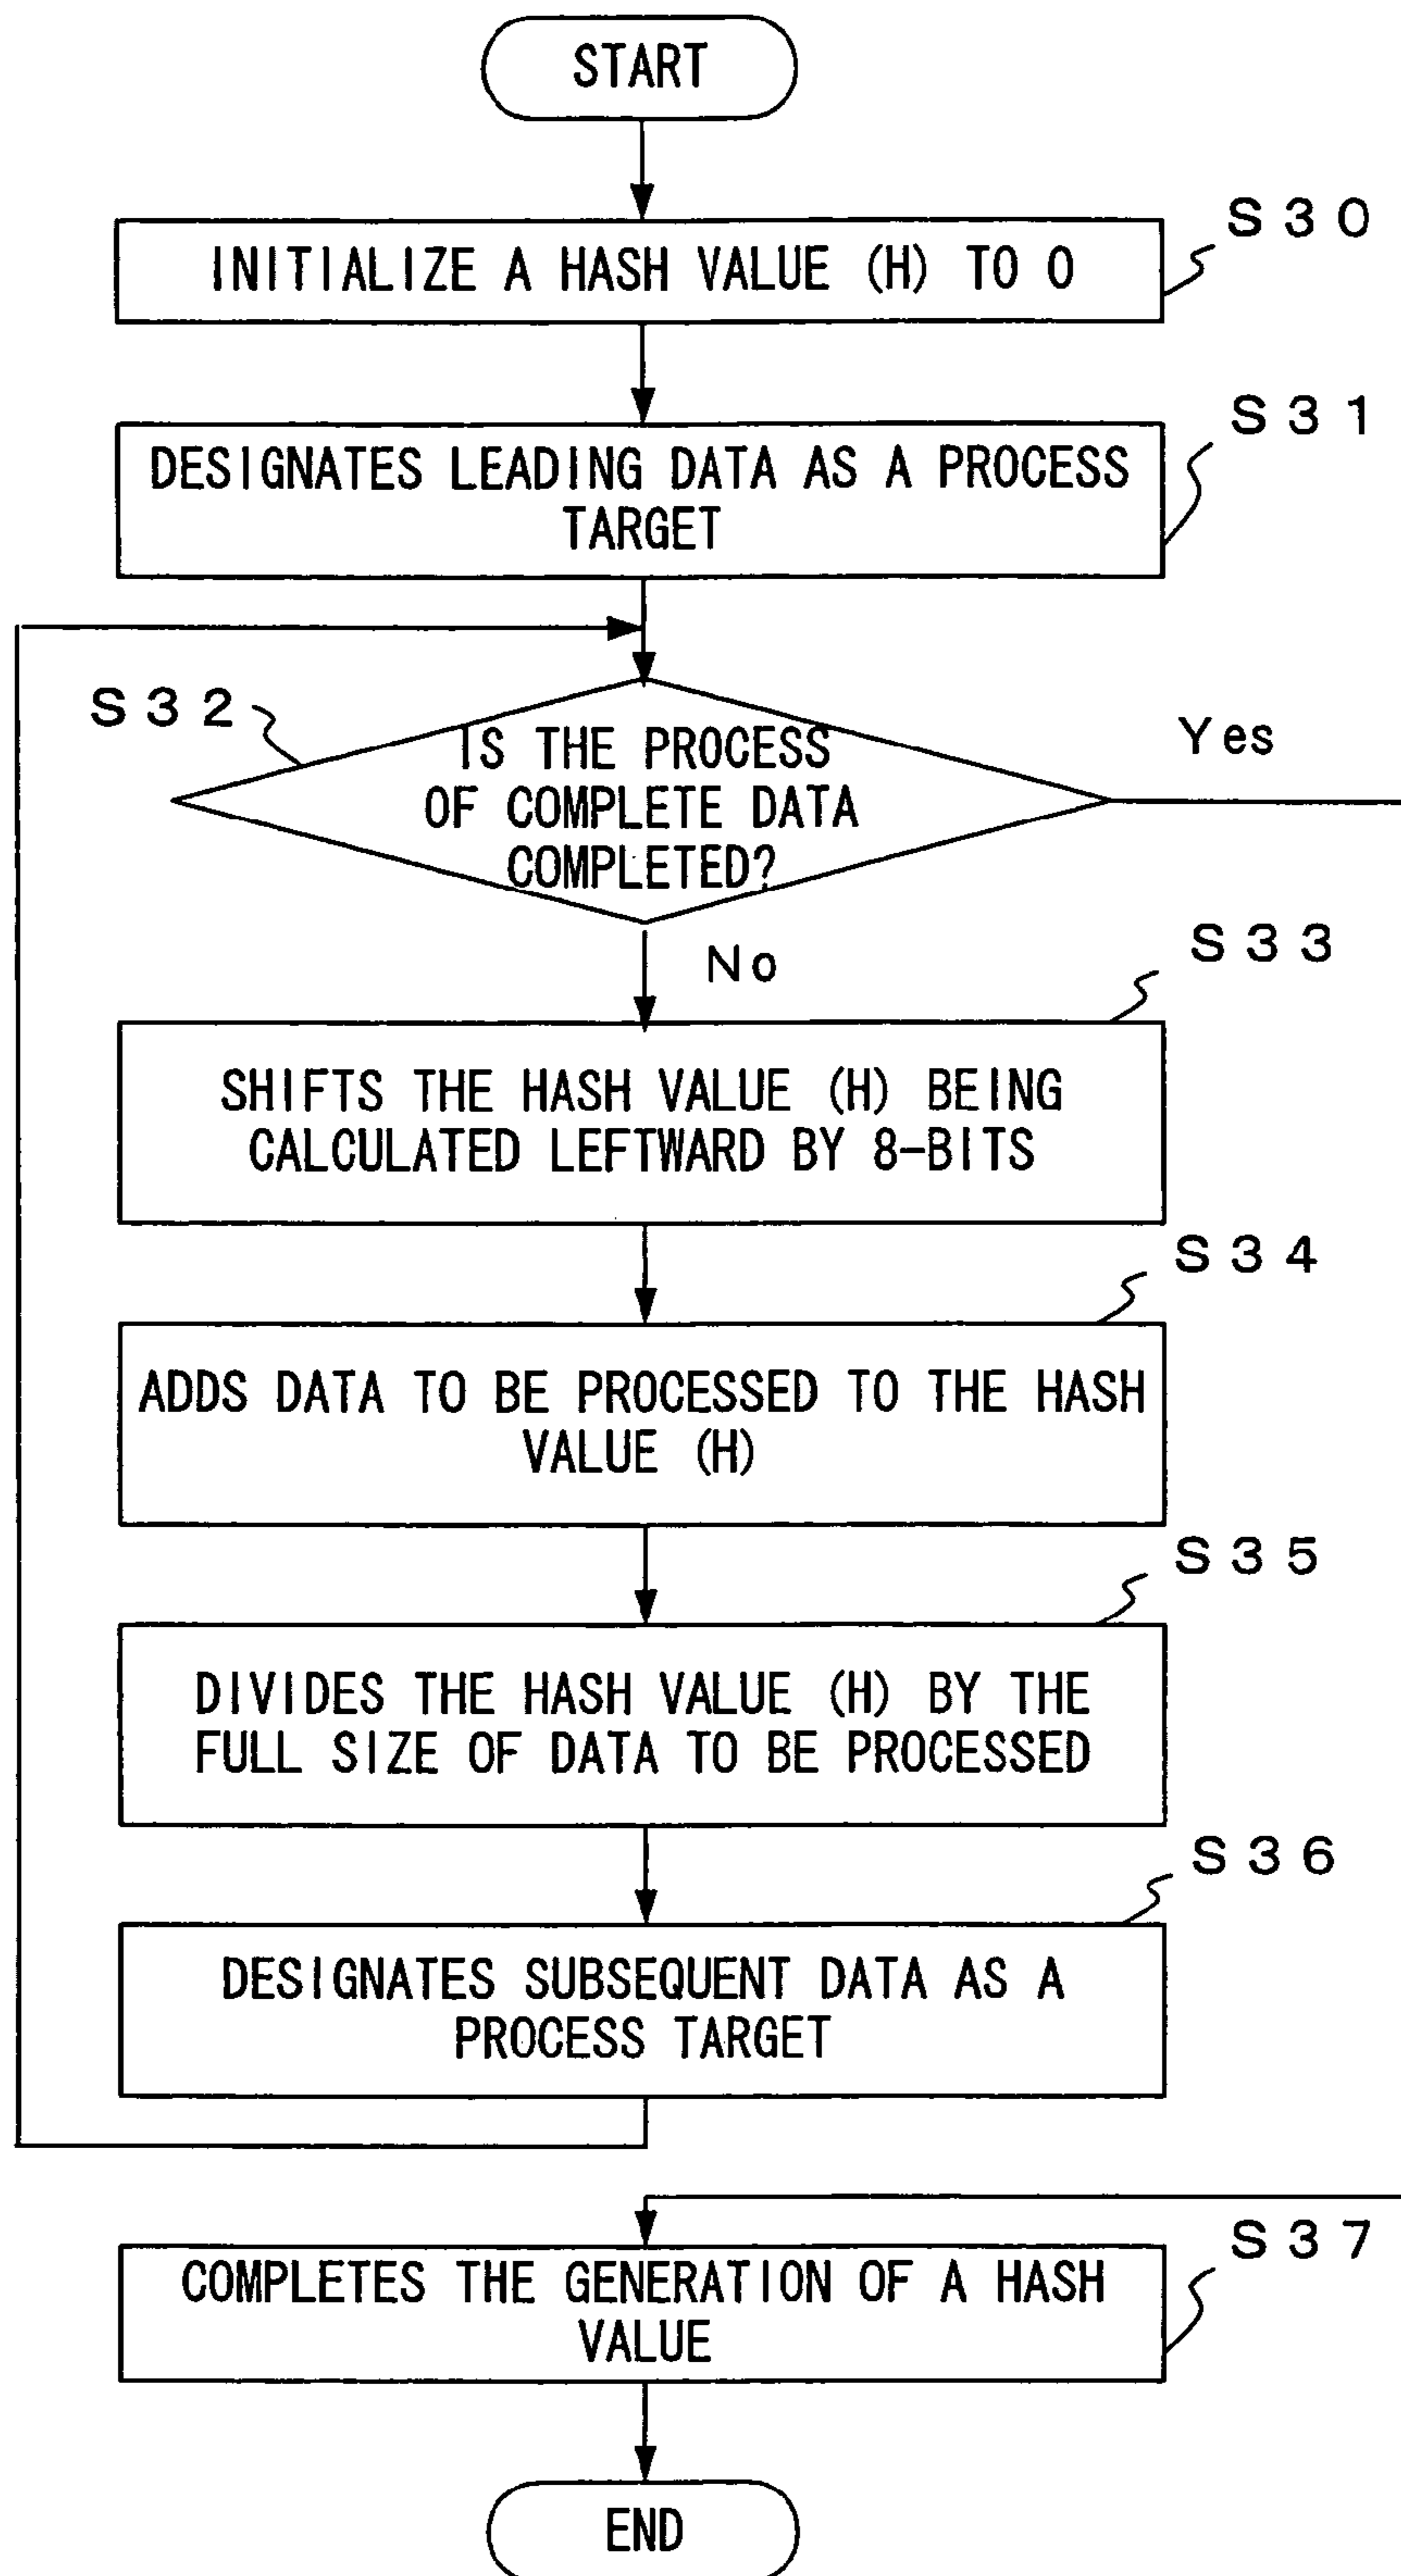 START
S30
INITIALIZE A HASH VALUE (H) TO 0
S31
DESIGNATES LEADING DATA AS A PROCESS
TARGET
S32
IS THE PROCESS
OF COMPLETE DATA
COMPLETED?
Yes
No
S33
SHIFTS THE HASH VALUE (H) BEING
CALCULATED LEFTWARD BY 8-BITS
S34
ADDS DATA TO BE PROCESSED TO THE HASH
VALUE (H)
S35
DIVIDES THE HASH VALUE (H) BY THE
FULL SIZE OF DATA TO BE PROCESSED
S36
DESIGNATES SUBSEQUENT DATA AS A
PROCESS TARGET
S37
COMPLETES THE GENERATION OF A HASH
VALUE
END